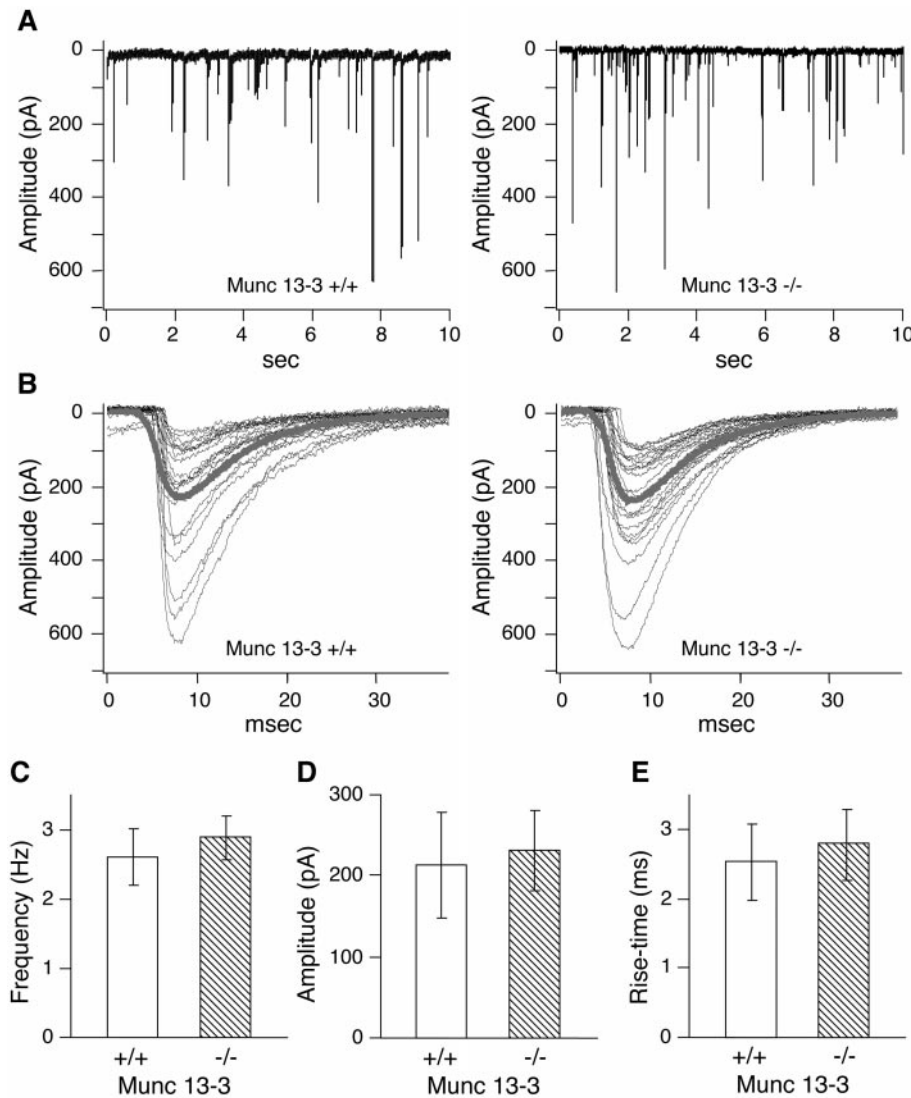 A
Amplitude (pA)
0
200
400
600
Munc 13-3 +/+
0 2 4 6 8 10
sec
Amplitude (pA)
0
200
400
600
Munc 13-3 -/-
0 2 4 6 8 10
sec
B
Amplitude (pA)
0
200
400
600
Munc 13-3 +/+
0 10 20 30
msec
Amplitude (pA)
0
200
400
600
Munc 13-3 -/-
0 10 20 30
msec
C
Frequency (Hz)
3
2
1
0
+/+ -/-
Munc 13-3
D
Amplitude (pA)
300
200
100
0
+/+ -/-
Munc 13-3
E
Rise-time (ms)
3
2
1
0
+/+ -/-
Munc 13-3